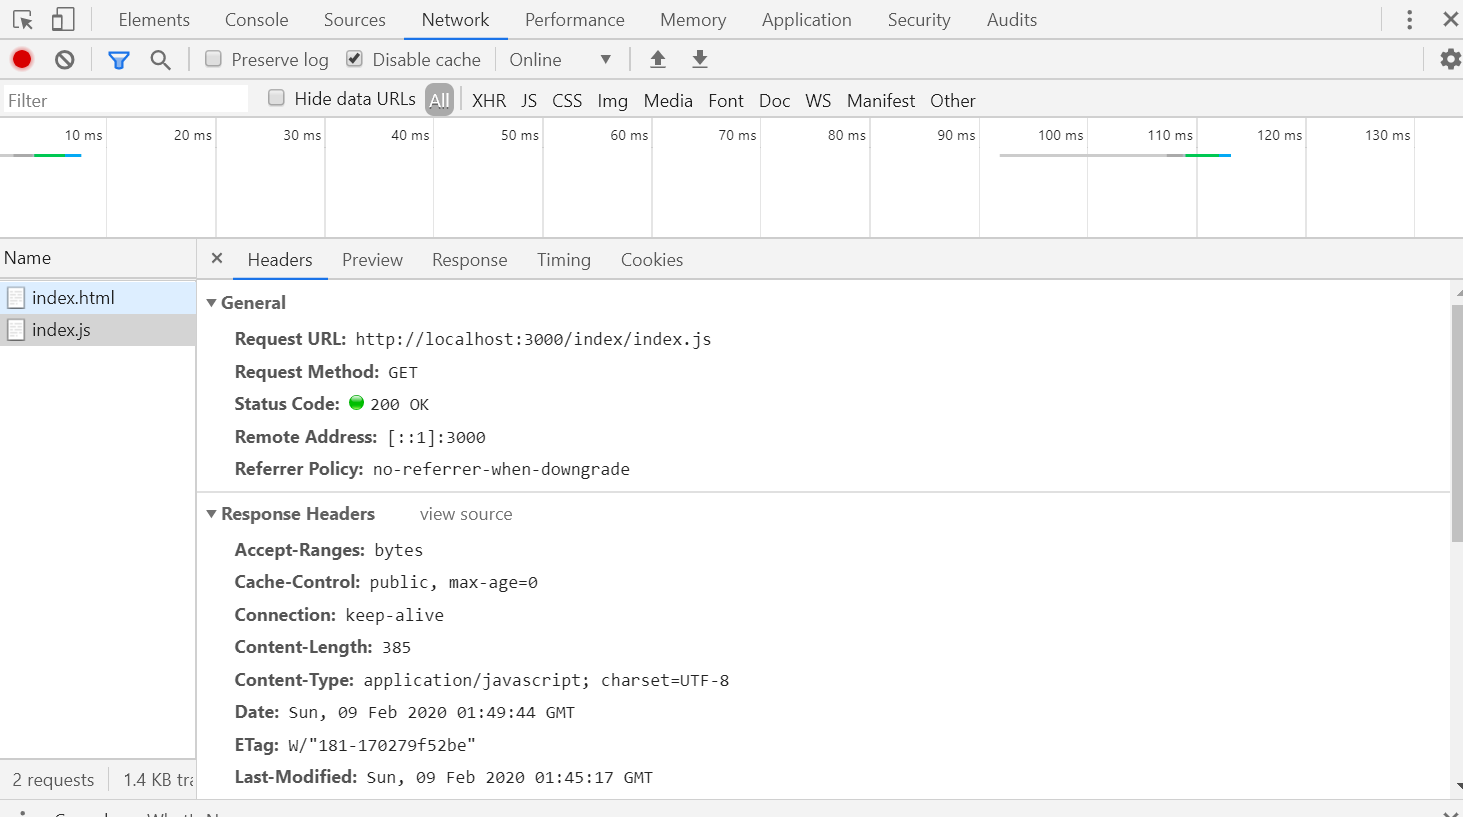 Elements Console Sources Network Performance Memory Application Security Audits
Preserve log Disable cache Online
Filter Hide data URLs All XHR JS CSS Img Media Font Doc WS Manifest Other
10 ms 20 ms 30 ms 40 ms 50 ms 60 ms 70 ms 80 ms 90 ms 100 ms 110 ms 120 ms 130 ms
Name Headers Preview Response Timing Cookies
index.html
index.js
General
Request URL: http://localhost:3000/index/index.js
Request Method: GET
Status Code: 200 OK
Remote Address: [::1]:3000
Referrer Policy: no-referrer-when-downgrade
Response Headers view source
Accept-Ranges: bytes
Cache-Control: public, max-age=0
Connection: keep-alive
Content-Length: 385
Content-Type: application/javascript; charset=UTF-8
Date: Sun, 09 Feb 2020 01:49:44 GMT
ETag: W/"181-170279f52be"
Last-Modified: Sun, 09 Feb 2020 01:45:17 GMT
2 requests 1.4 KB